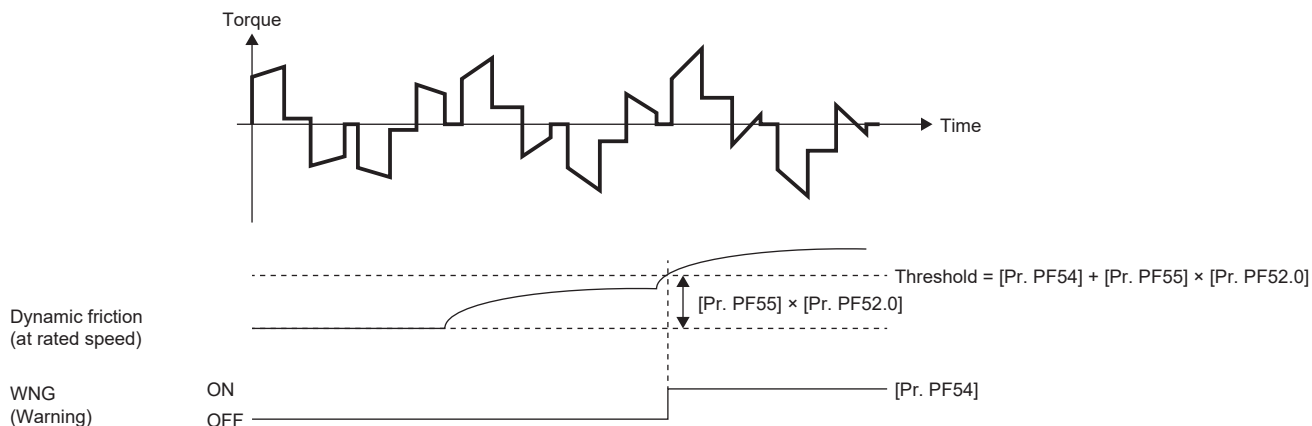 Torque
Time
Threshold = [Pr. PF54] + [Pr. PF55] × [Pr. PF52.0]
[Pr. PF55] × [Pr. PF52.0]
Dynamic friction
(at rated speed)
WNG
(Warning)
ON
[Pr. PF54]
OFF